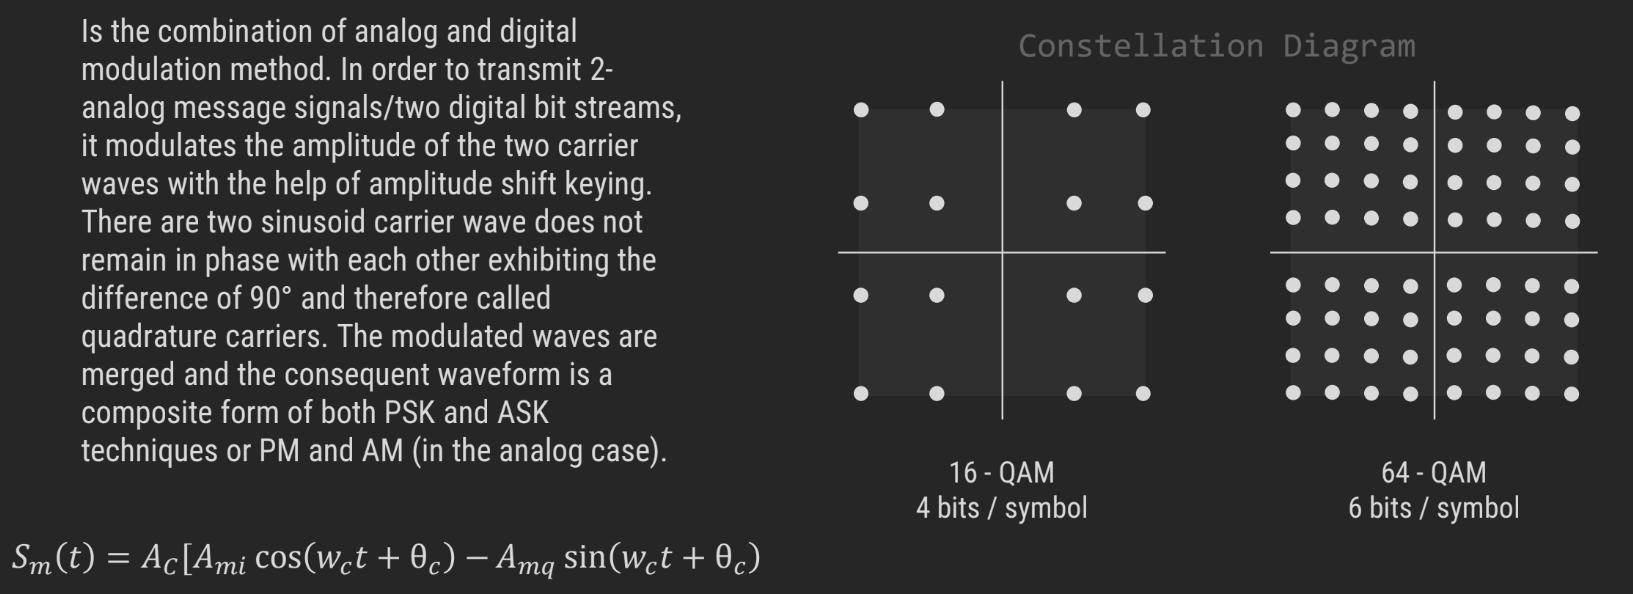 Is the combination of analog and digital
modulation method. In order to transmit 2-
analog message signals/two digital bit streams,
it modulates the amplitude of the two carrier
waves with the help of amplitude shift keying.
There are two sinusoid carrier wave does not
remain in phase with each other exhibiting the
difference of 90° and therefore called
quadrature carriers. The modulated waves are
merged and the consequent waveform is a
composite form of both PSK and ASK
techniques or PM and AM (in the analog case).
Sₘ(t) = A_C[A_{mi} cos(w_c t + θ_c) − A_{mq} sin(w_c t + θ_c)
Constellation Diagram
16 - QAM
4 bits / symbol
64 - QAM
6 bits / symbol